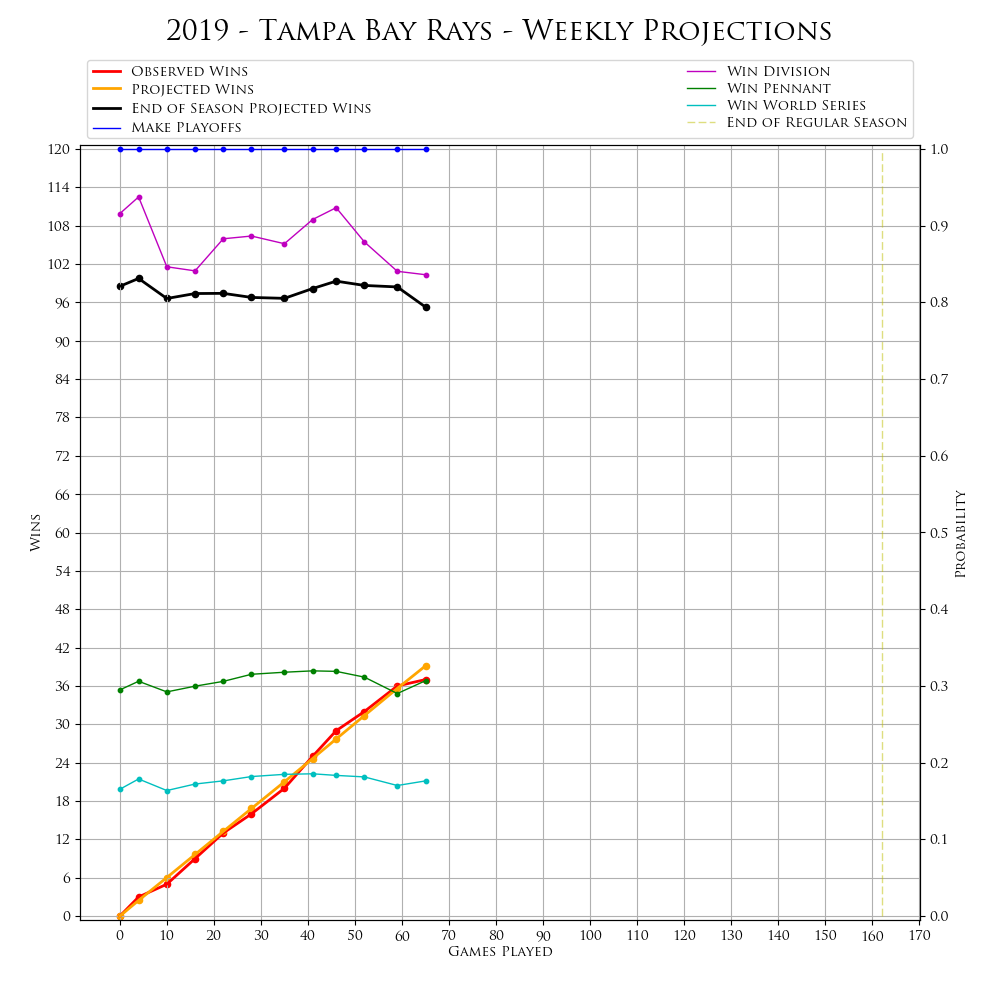 2019 - Tampa Bay Rays - Weekly Projections
Observed Wins
Projected Wins
End of Season Projected Wins
Make Playoffs
Win Division
Win Pennant
Win World Series
End of Regular Season
120
114
108
102
96
90
84
78
72
66
60
54
48
42
36
30
24
18
12
6
0
Wins
1.0
0.9
0.8
0.7
0.6
0.5
0.4
0.3
0.2
0.1
0.0
Probability
0 10 20 30 40 50 60 70 80 90 100 110 120 130 140 150 160 170
Games Played